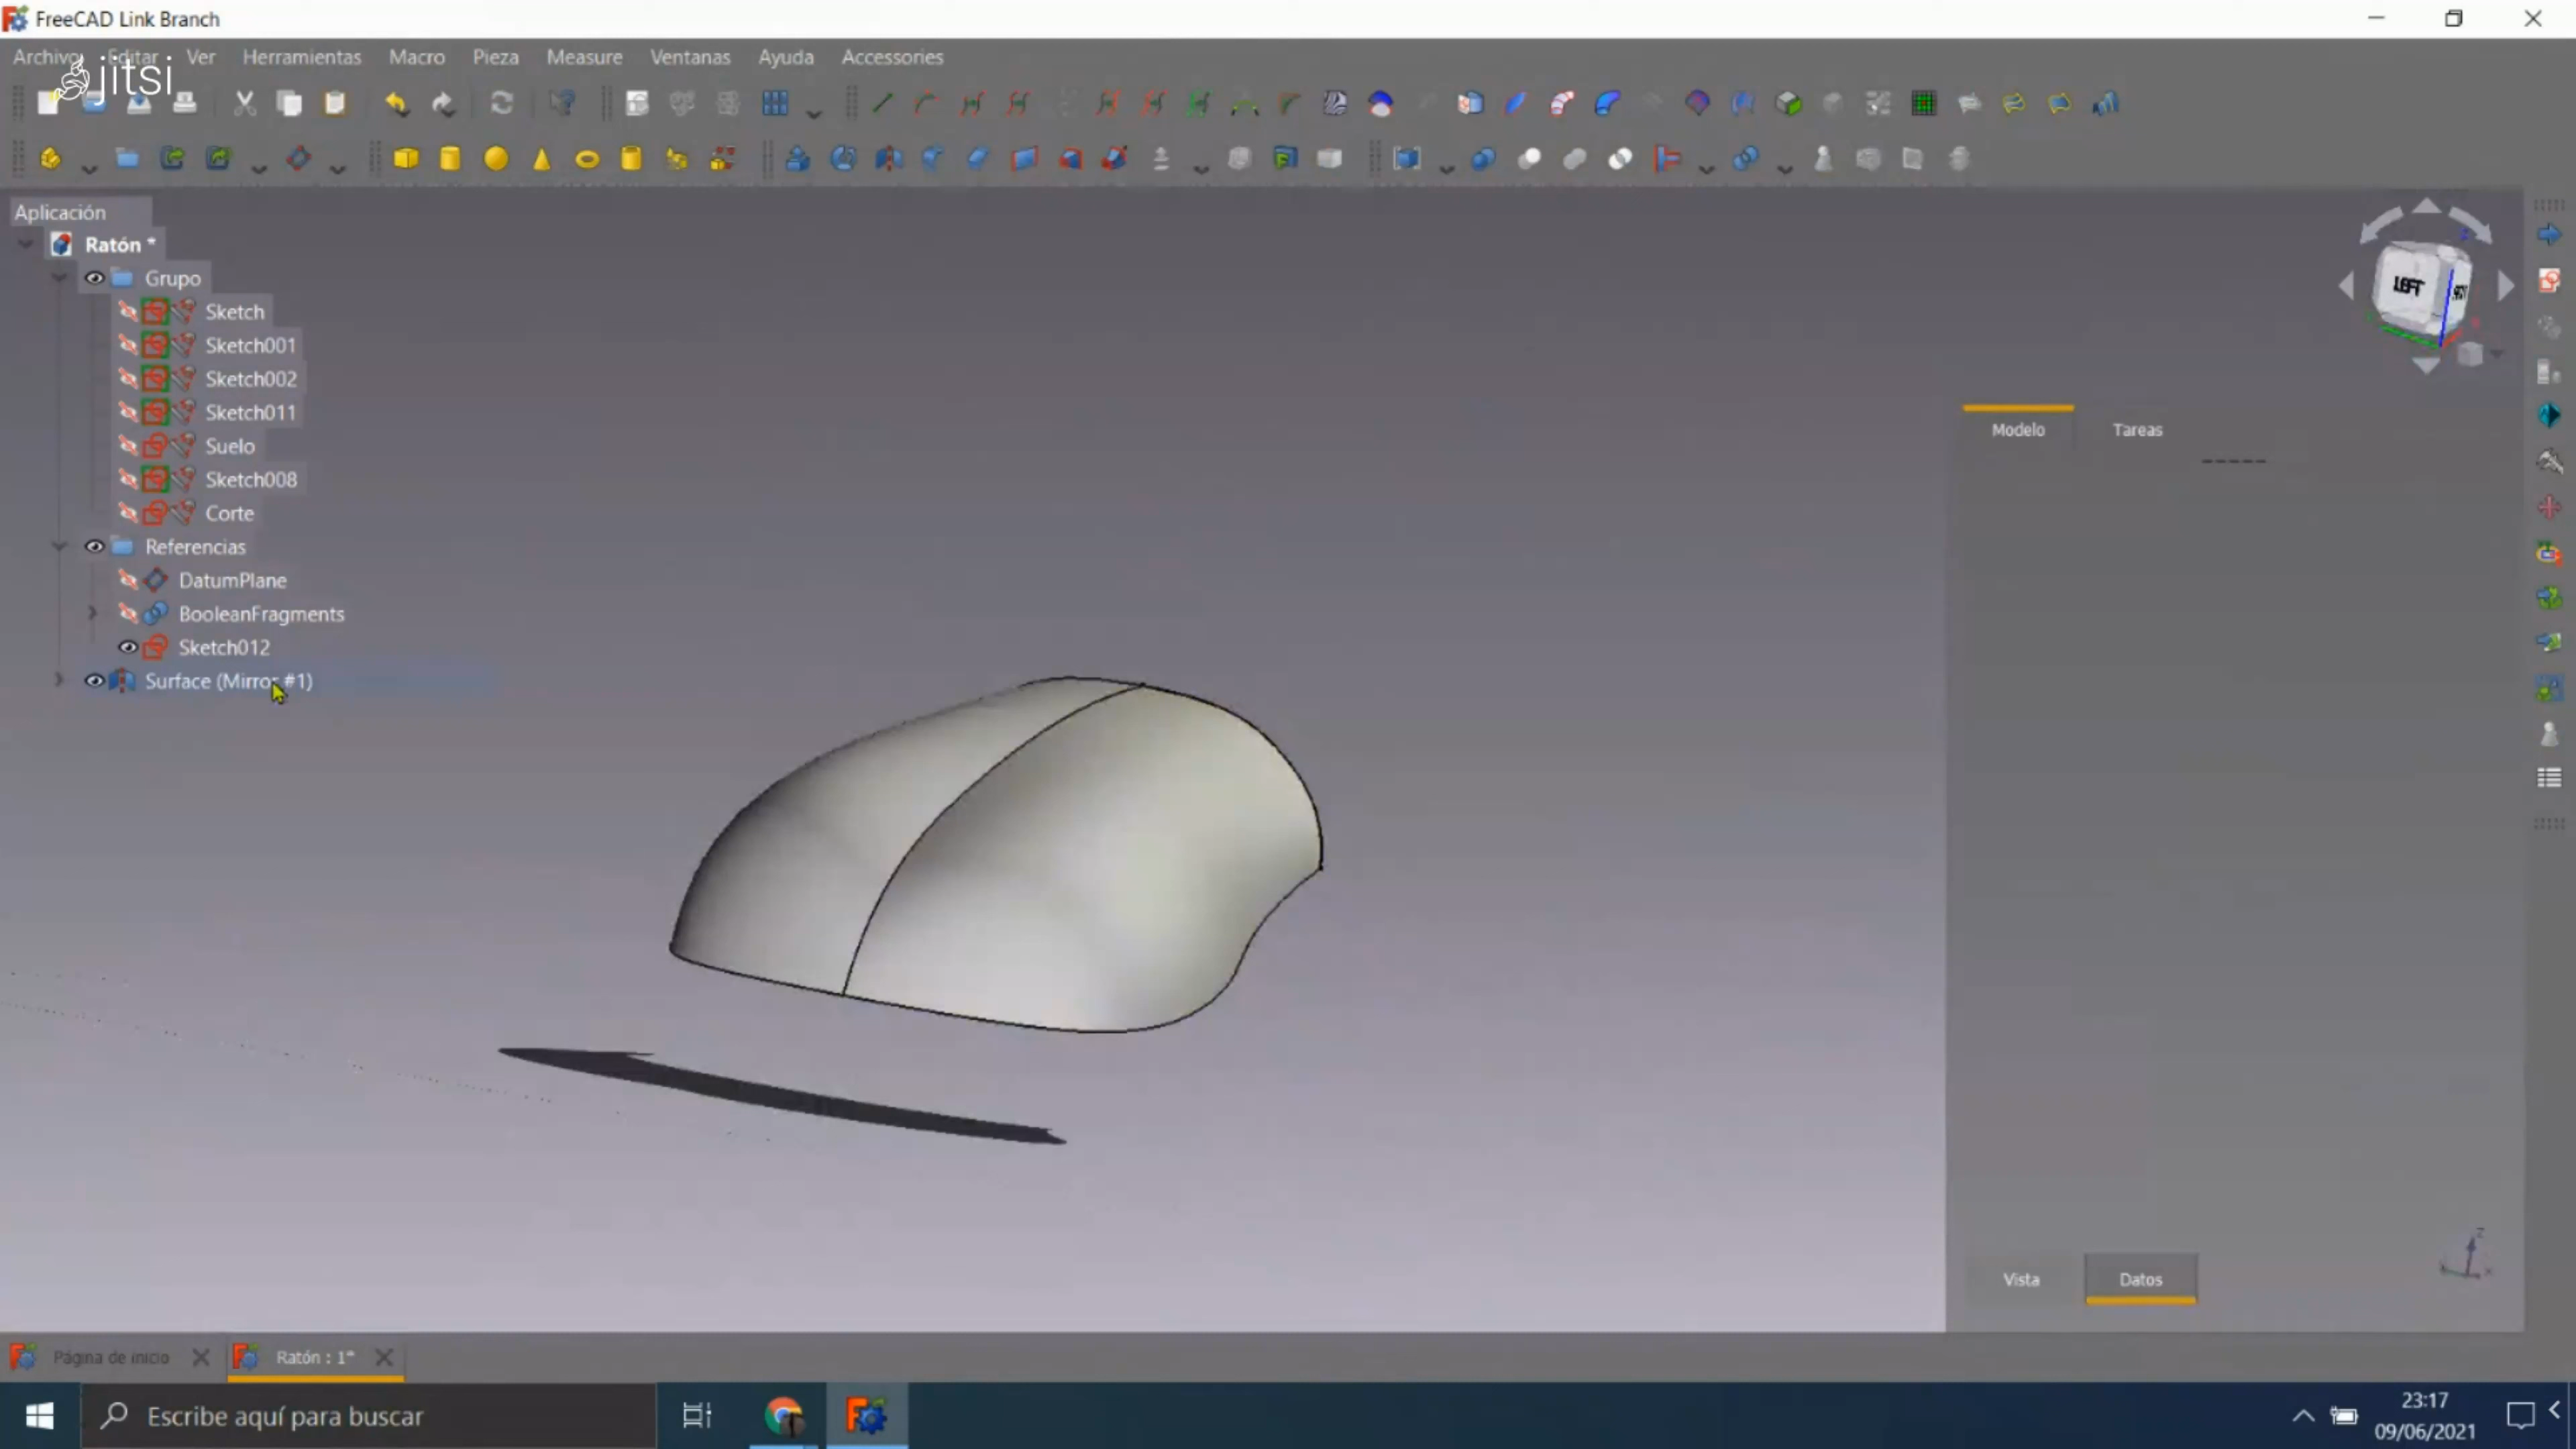 FreeCAD Link Branch
Archivo Editar Ver Herramientas Macro Pieza Measure Ventanas Ayuda Accessories
jitsi
Aplicación
Ratón *
Grupo
Sketch
Sketch001
Sketch002
Sketch011
Suelo
Sketch008
Corte
Referencias
DatumPlane
BooleanFragments
Sketch012
Surface (Mirror #1)
LEFT
Modelo Tareas
Z
Vista Datos
Página de inicio Ratón : 1*
Escribe aquí para buscar
23:17
09/06/2021